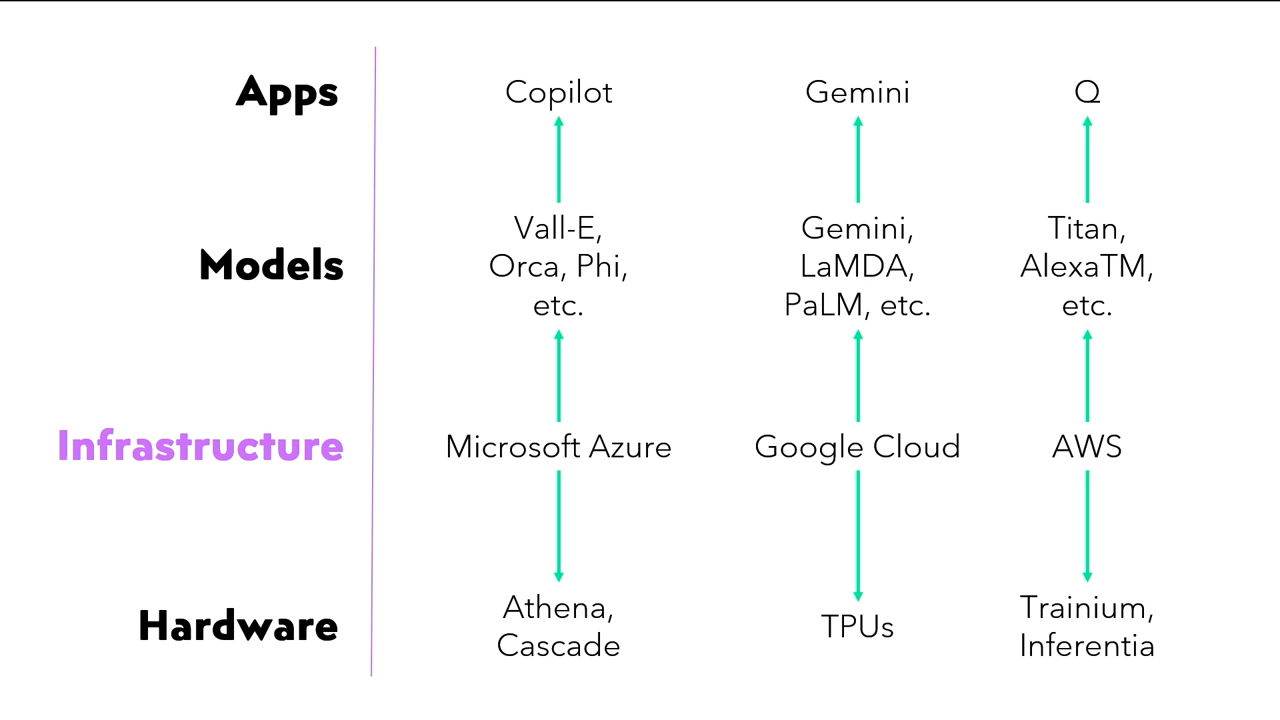 Apps
Copilot
Gemini
Q
Models
Vall-E,
Orca, Phi,
etc.
Gemini,
LaMDA,
PaLM, etc.
Titan,
AlexaTM,
etc.
Infrastructure
Microsoft Azure
Google Cloud
AWS
Hardware
Athena,
Cascade
TPUs
Trainium,
Inferentia